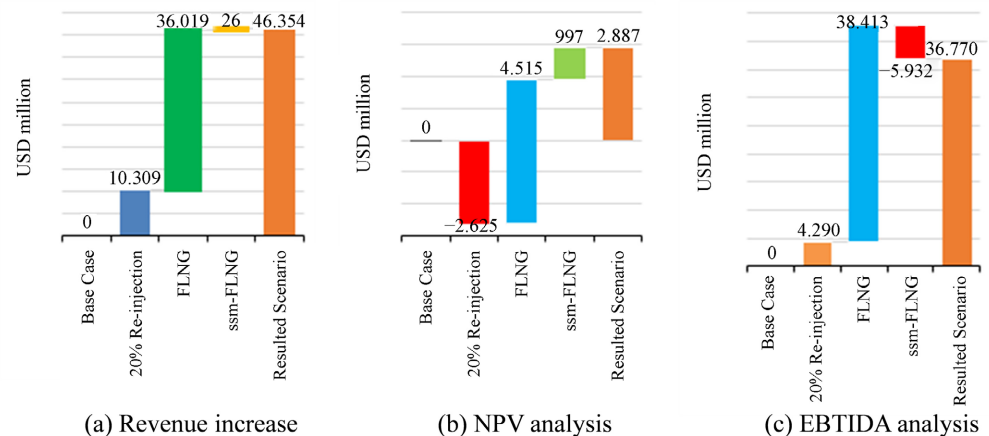 USD million
0
10.309
36.019
26
46.354
Base Case
20% Re-injection
FLNG
ssm-FLNG
Resulted Scenario
(a) Revenue increase
USD million
0
−2.625
4.515
997
2.887
Base Case
20% Re-injection
FLNG
ssm-FLNG
Resulted Scenario
(b) NPV analysis
USD million
0
4.290
38.413
−5.932
36.770
Base Case
20% Re-injection
FLNG
ssm-FLNG
Resulted Scenario
(c) EBTIDA analysis